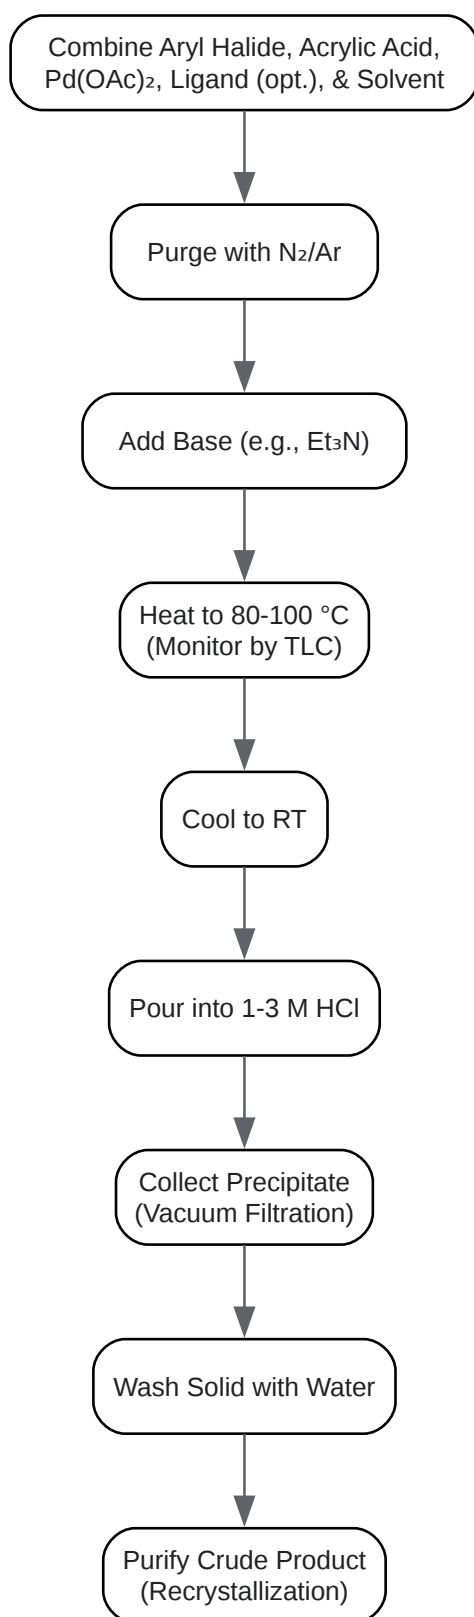 Combine Aryl Halide, Acrylic Acid,
Pd(OAc)₂, Ligand (opt.), & Solvent
Purge with N₂/Ar
Add Base (e.g., Et₃N)
Heat to 80-100 °C
(Monitor by TLC)
Cool to RT
Pour into 1-3 M HCl
Collect Precipitate
(Vacuum Filtration)
Wash Solid with Water
Purify Crude Product
(Recrystallization)